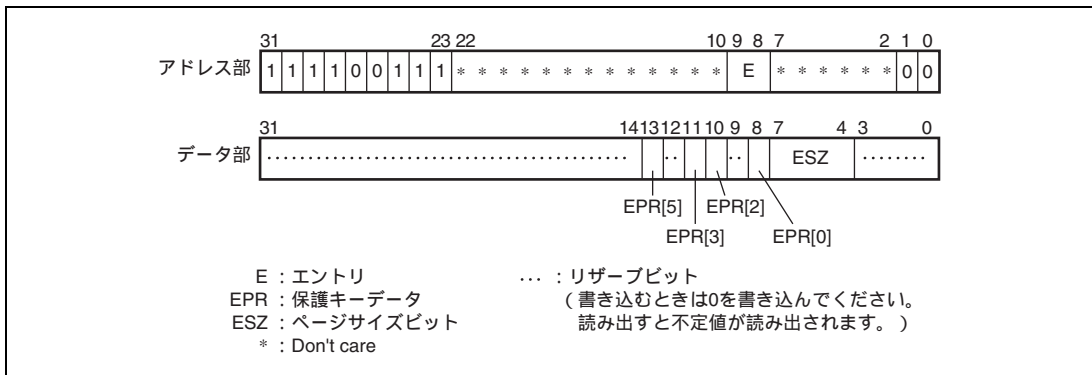 31 23 22 10 9 8 7 2 1 0
アドレス部 1 1 1 1 0 0 1 1 1 * * * * * * * * * * * * * E * * * * * * 0 0
31 14 13 12 11 10 9 8 7 4 3 0
データ部 ........................................... .. .. ESZ ........
EPR[5] EPR[2]
EPR[3] EPR[0]
E : エントリ ... : リザーブビット
EPR : 保護キーデータ (書き込むときは0を書き込んでください。
ESZ : ページサイズビット 読み出すと不定値が読み出されます。)
* : Don't care